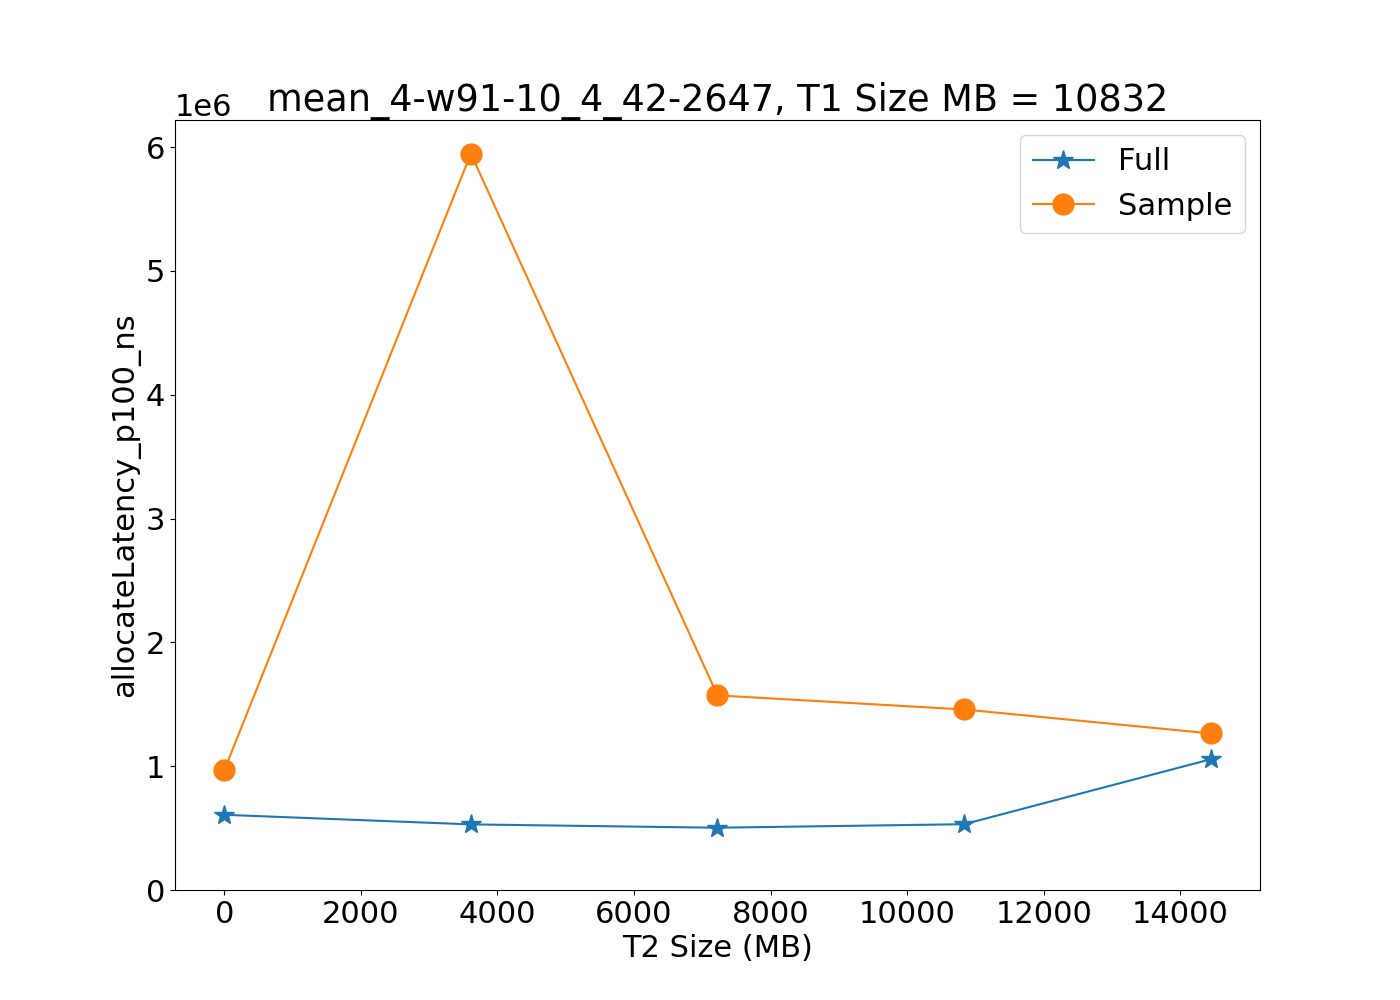 mean_4-w91-10_4_42-2647, T1 Size MB = 10832
1e6
Full
Sample
6
5
4
3
2
1
0
allocateLatency_p100_ns
0 2000 4000 6000 8000 10000 12000 14000
T2 Size (MB)